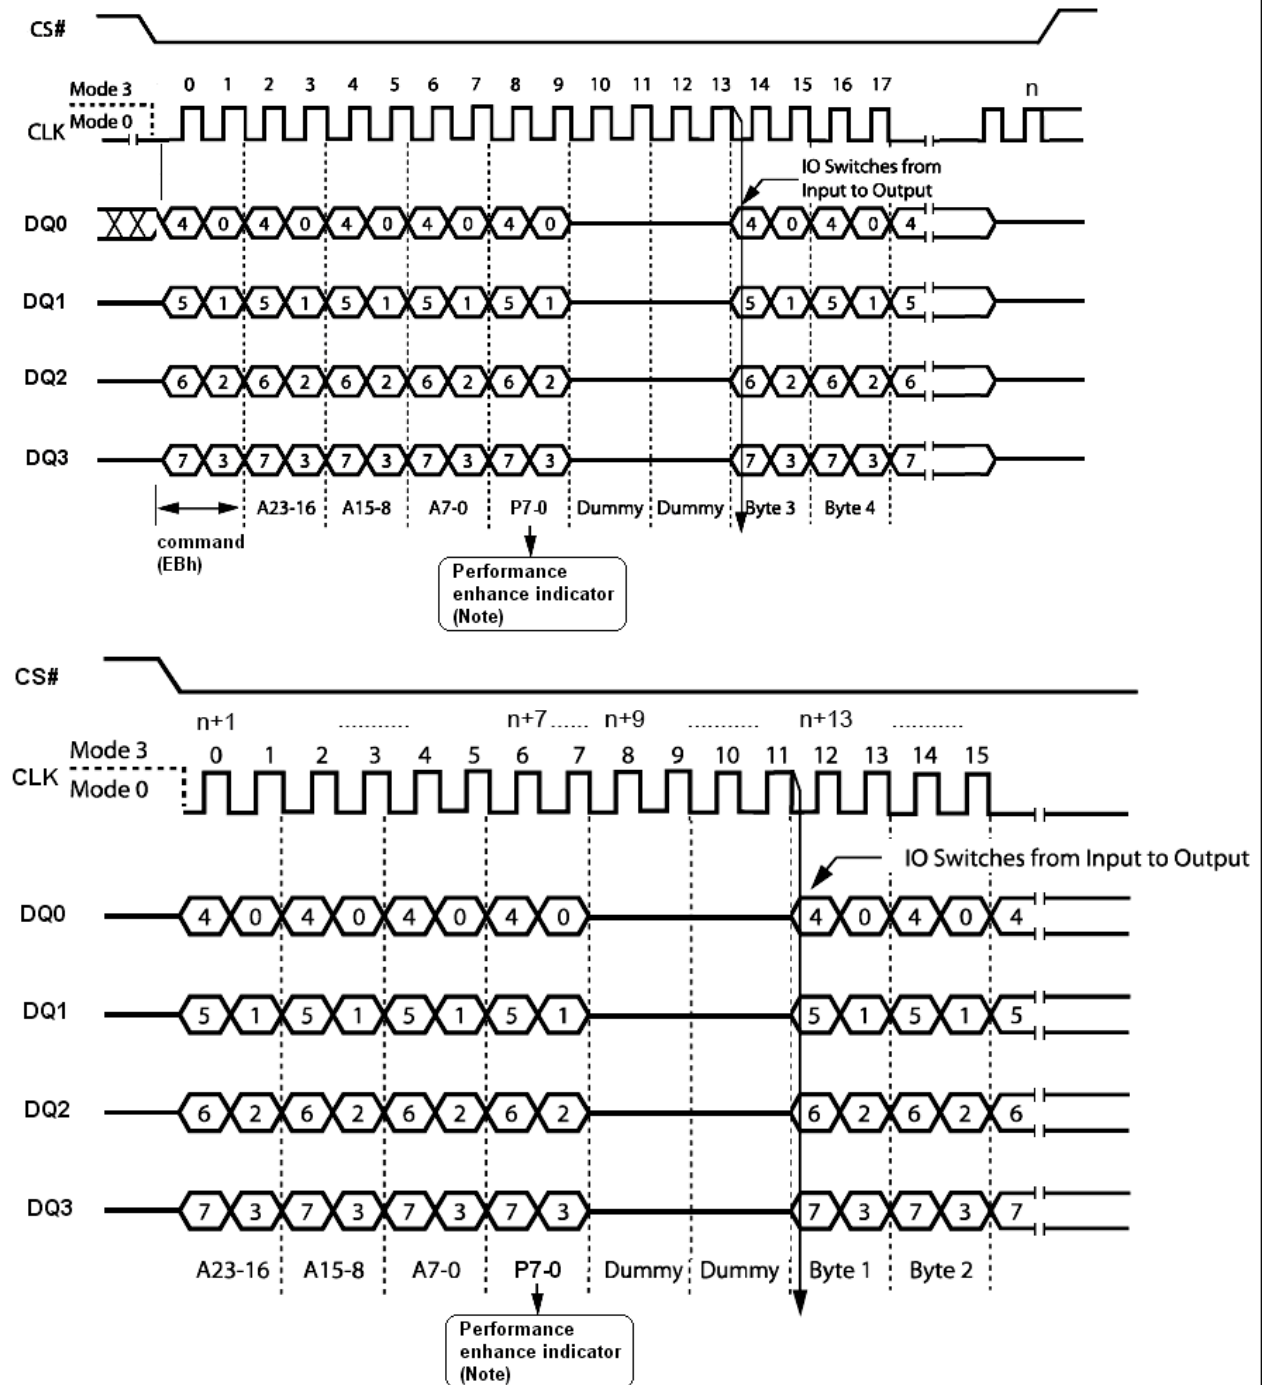 CS#
Mode 3
Mode 0
CLK
0 1 2 3 4 5 6 7 8 9 10 11 12 13 14 15 16 17 n
IO Switches from
Input to Output
DQ0 4 0 4 0 4 0 4 0 4 0 4 0 4 0 4
DQ1 5 1 5 1 5 1 5 1 5 1 5 1 5 1 5
DQ2 6 2 6 2 6 2 6 2 6 2 6 2 6 2 6
DQ3 7 3 7 3 7 3 7 3 7 3 7 3 7 3 7
A23-16 A15-8 A7-0 P7-0 Dummy Dummy Byte 3 Byte 4
command
(EBh)
Performance
enhance indicator
(Note)
CS#
n+1 ........... n+7 ...... n+9 ........... n+13 ...........
0 1 2 3 4 5 6 7 8 9 10 11 12 13 14 15
Mode 3
CLK
Mode 0
IO Switches from Input to Output
DQ0 4 0 4 0 4 0 4 0 4 0 4 0 4
DQ1 5 1 5 1 5 1 5 1 5 1 5 1 5
DQ2 6 2 6 2 6 2 6 2 6 2 6 2 6
DQ3 7 3 7 3 7 3 7 3 7 3 7 3 7
A23-16 A15-8 A7-0 P7-0 Dummy Dummy Byte 1 Byte 2
Performance
enhance indicator
(Note)